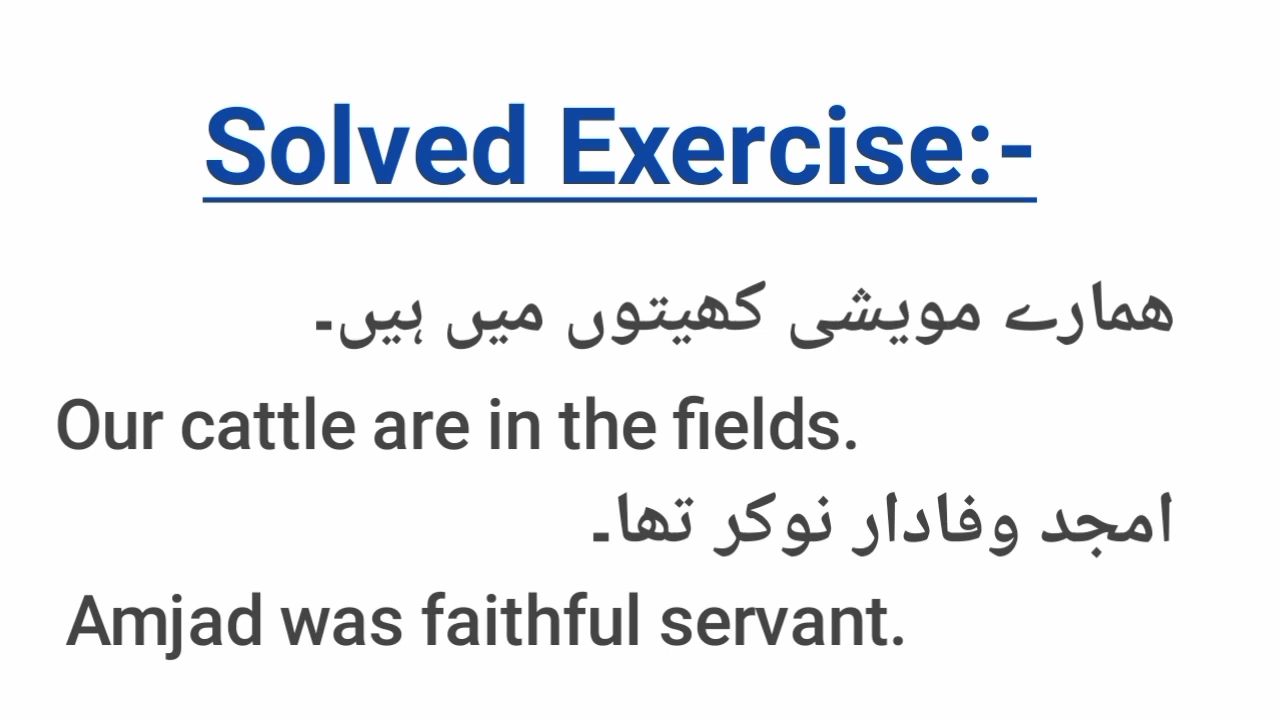 Solved Exercise:-
ھمارے مویشی کھیتوں میں ہیں۔
Our cattle are in the fields.
امجد وفادار نوکر تھا۔
Amjad was faithful servant.